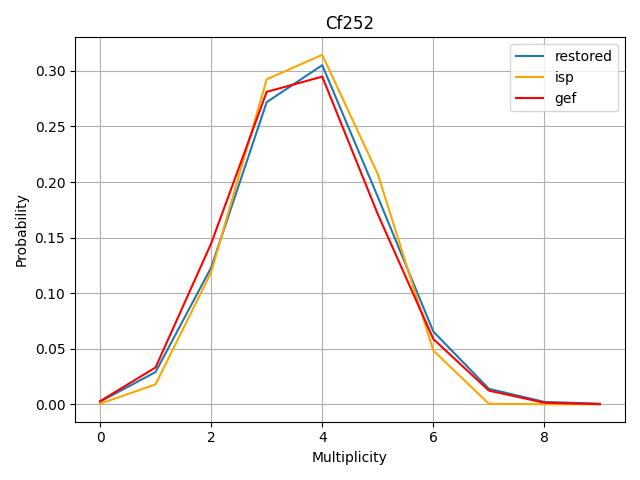 Cf252
restored
isp
gef
Probability
0.30
0.25
0.20
0.15
0.10
0.05
0.00
0 2 4 6 8
Multiplicity